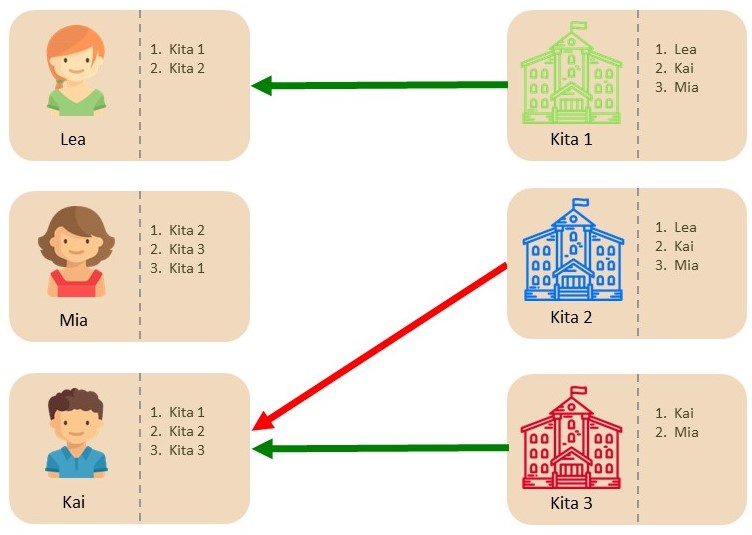 1. Kita 1
2. Kita 2
Lea
1. Lea
2. Kai
3. Mia
Kita 1
1. Kita 2
2. Kita 3
3. Kita 1
Mia
1. Lea
2. Kai
3. Mia
Kita 2
1. Kita 1
2. Kita 2
3. Kita 3
Kai
1. Kai
2. Mia
Kita 3